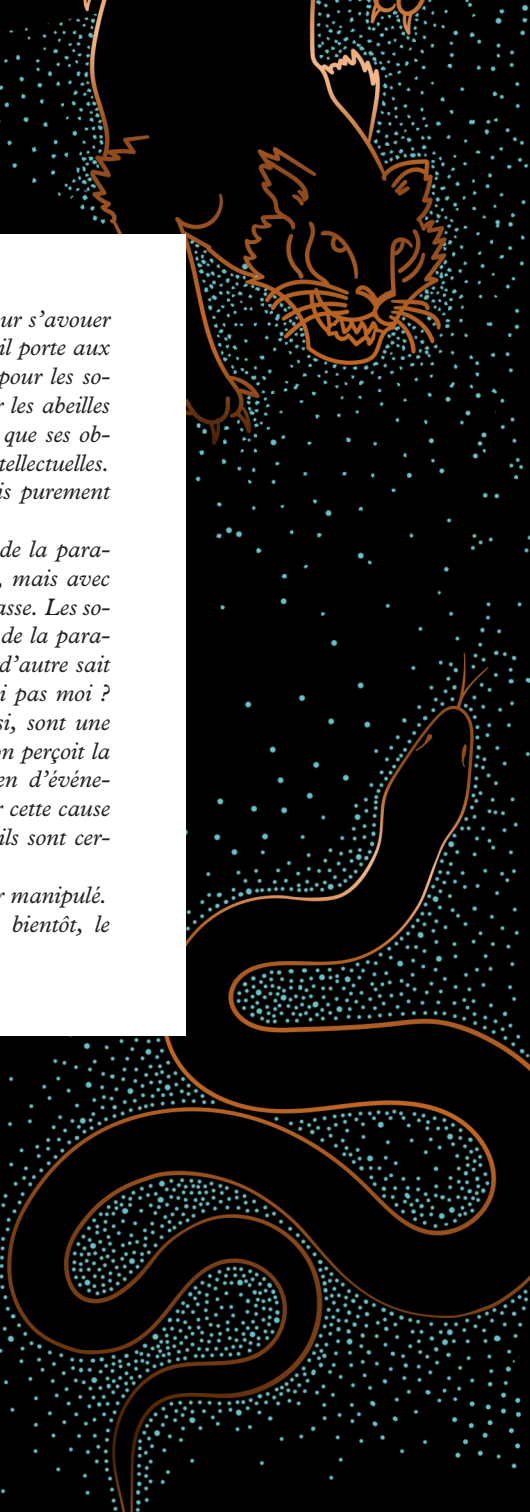 ur s’avouer
il porte aux
pour les so-
r les abeilles
que ses ob-
tellectuelles.
is purement
de la para-
, mais avec
asse. Les so-
de la para-
d’autre sait
i pas moi ?
si, sont une
on perçoit la
en d’événe-
r cette cause
ils sont cer-
r manipulé.
bientôt, le